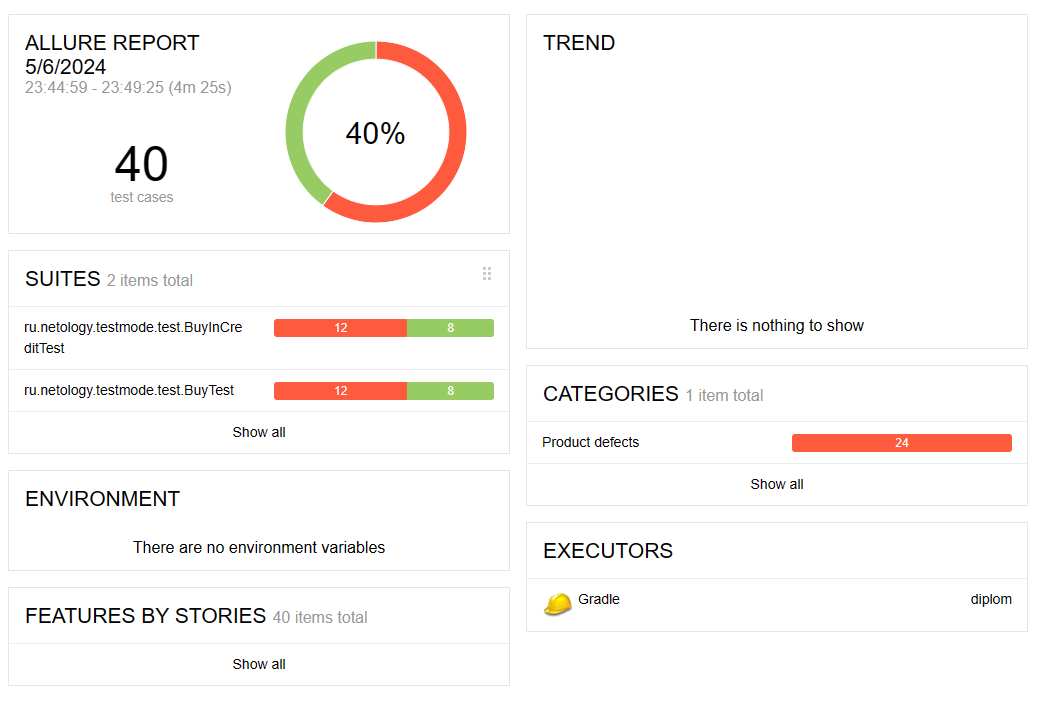 ALLURE REPORT
5/6/2024
23:44:59 - 23:49:25 (4m 25s)
40
test cases
40%
SUITES 2 items total
ru.netology.testmode.test.BuyInCre
ditTest
12 8
ru.netology.testmode.test.BuyTest
12 8
Show all
ENVIRONMENT
There are no environment variables
FEATURES BY STORIES 40 items total
Show all
TREND
There is nothing to show
CATEGORIES 1 item total
Product defects 24
Show all
EXECUTORS
Gradle diplom